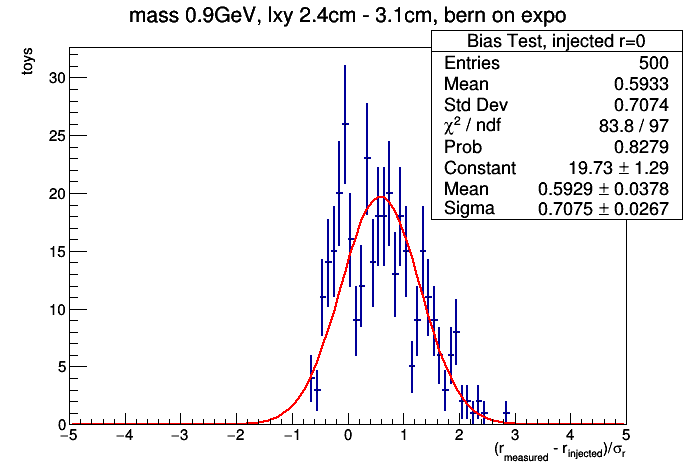 mass 0.9GeV, lxy 2.4cm - 3.1cm, bern on expo
toys
Bias Test, injected r=0
Entries 500
Mean 0.5933
Std Dev 0.7074
χ² / ndf 83.8 / 97
Prob 0.8279
Constant 19.73 ± 1.29
Mean 0.5929 ± 0.0378
Sigma 0.7075 ± 0.0267
30
25
20
15
10
5
0
−5 −4 −3 −2 −1 0 1 2 3 4 5
(r_measured - r_injected)/σ_r